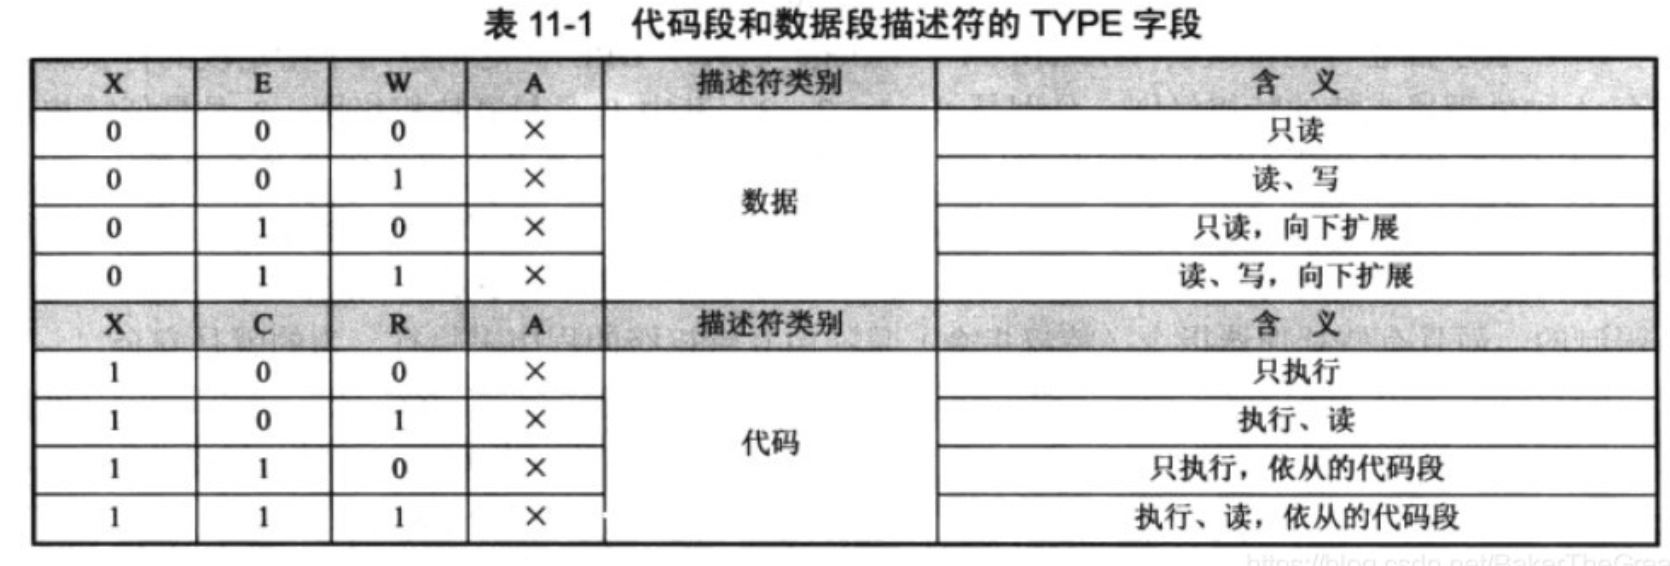 表 11-1 代码段和数据段描述符的 TYPE 字段
X E W A 描述符类别 含 义
0 0 0 × 只读
0 0 1 × 读、写
数据
0 1 0 × 只读，向下扩展
0 1 1 × 读、写，向下扩展
X C R A 描述符类别 含 义
1 0 0 × 只执行
1 0 1 × 执行、读
代码
1 1 0 × 只执行，依从的代码段
1 1 1 × 执行、读，依从的代码段
https://blog.csdn.net/BakerTheGrea